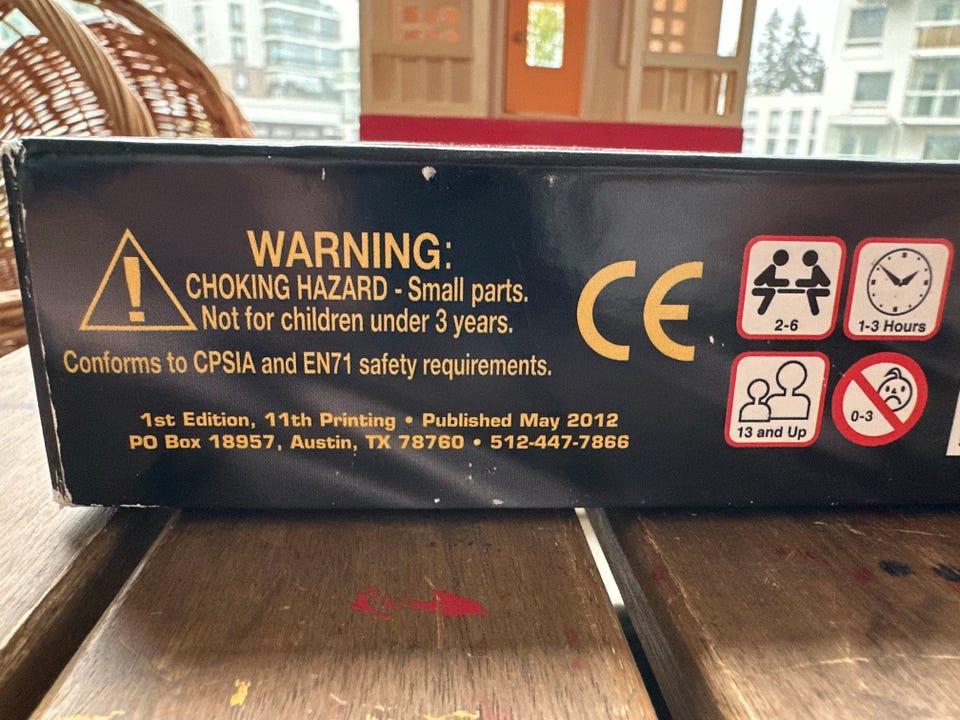 WARNING:
CHOKING HAZARD - Small parts.
Not for children under 3 years.
Conforms to CPSIA and EN71 safety requirements.
1st Edition, 11th Printing • Published May 2012
PO Box 18957, Austin, TX 78760 • 512-447-7866
CE
2-6
1-3 Hours
13 and Up
0-3